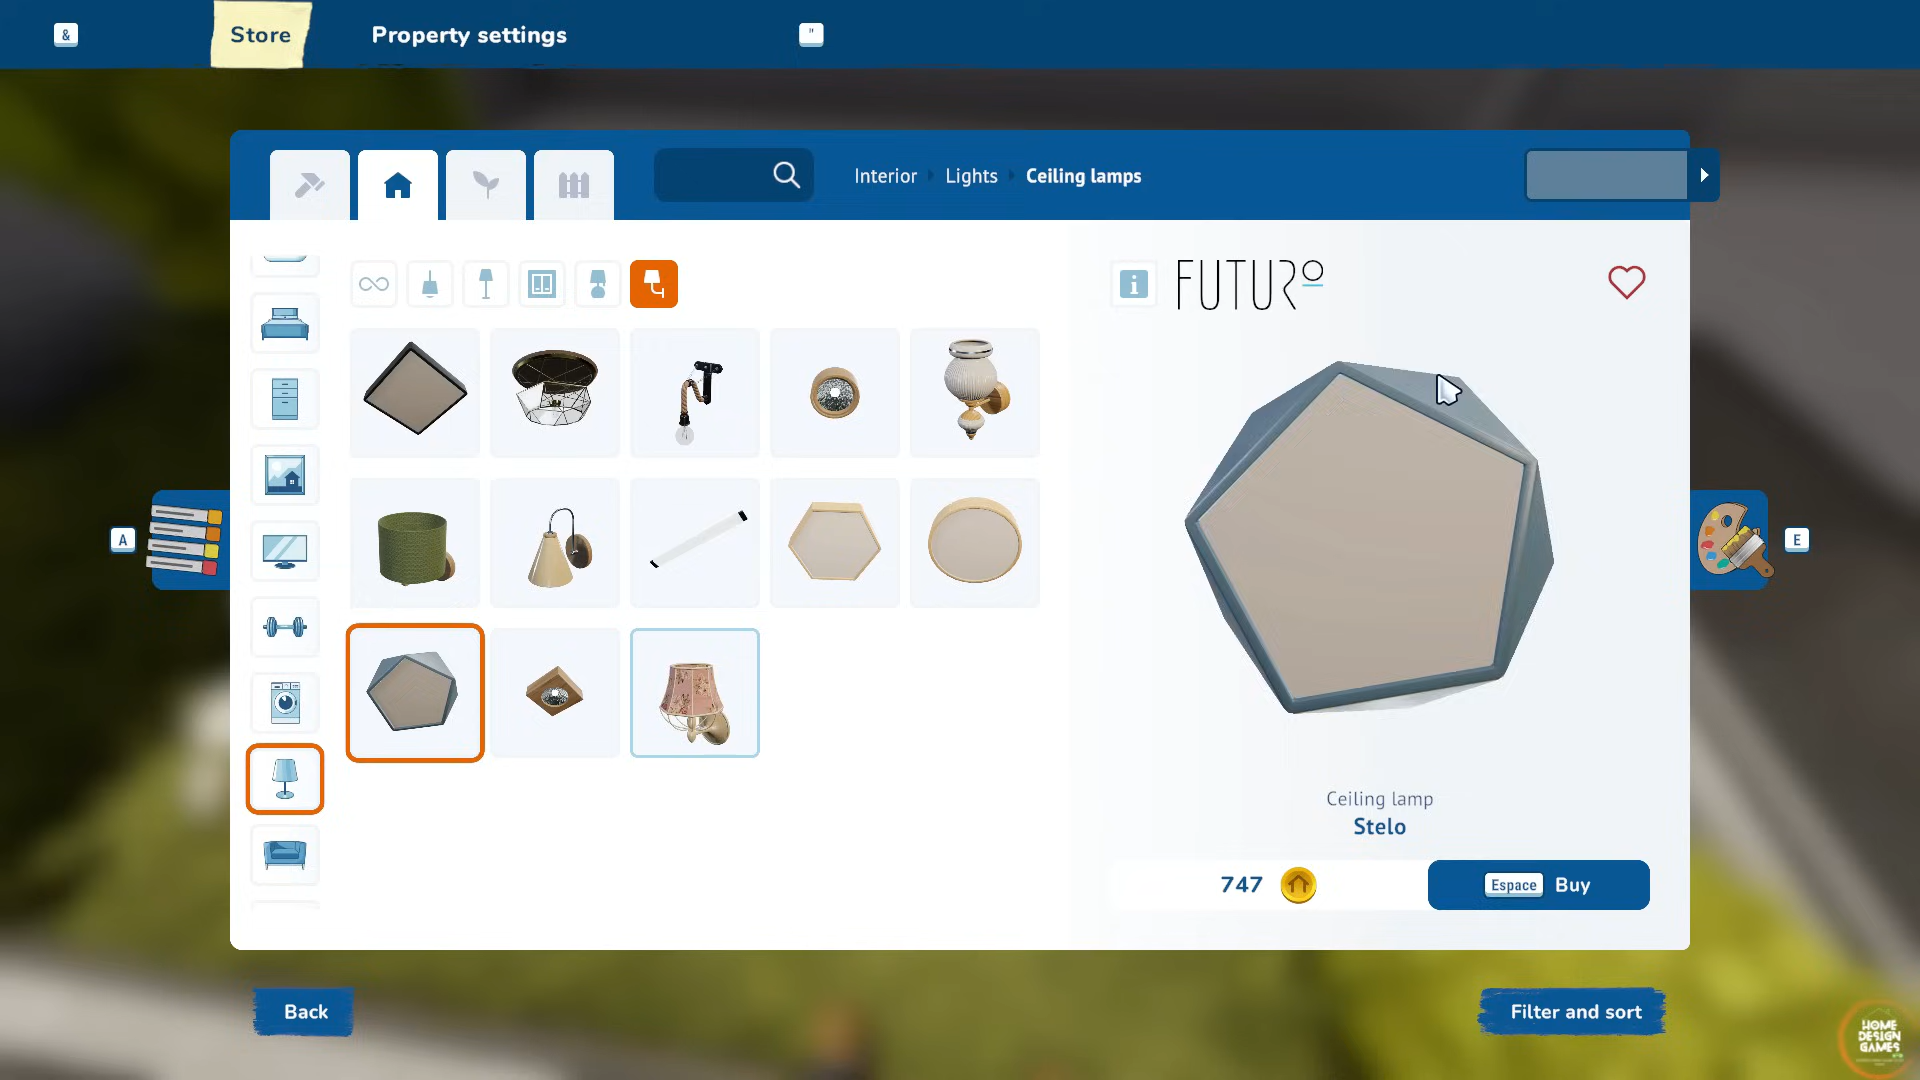 &
Store
Property settings
"
Interior
Lights
Ceiling lamps
i
FUTURO
A
E
Ceiling lamp
Stelo
747
Espace
Buy
Back
Filter and sort
HOME
DESIGN
GAMES